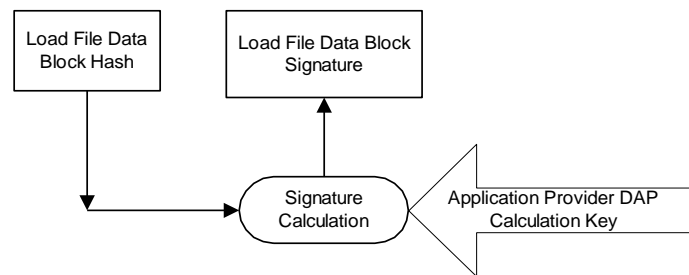 Load File Data
Block Hash
Load File Data Block
Signature
Signature
Calculation
Application Provider DAP
Calculation Key